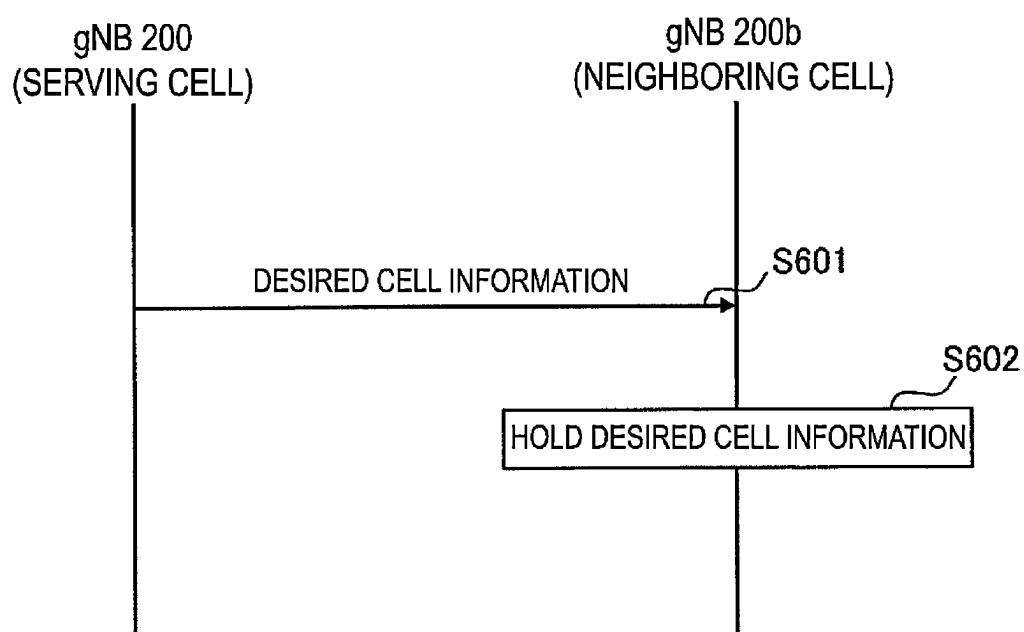 gNB 200
(SERVING CELL)
gNB 200b
(NEIGHBORING CELL)
DESIRED CELL INFORMATION
S601
S602
HOLD DESIRED CELL INFORMATION